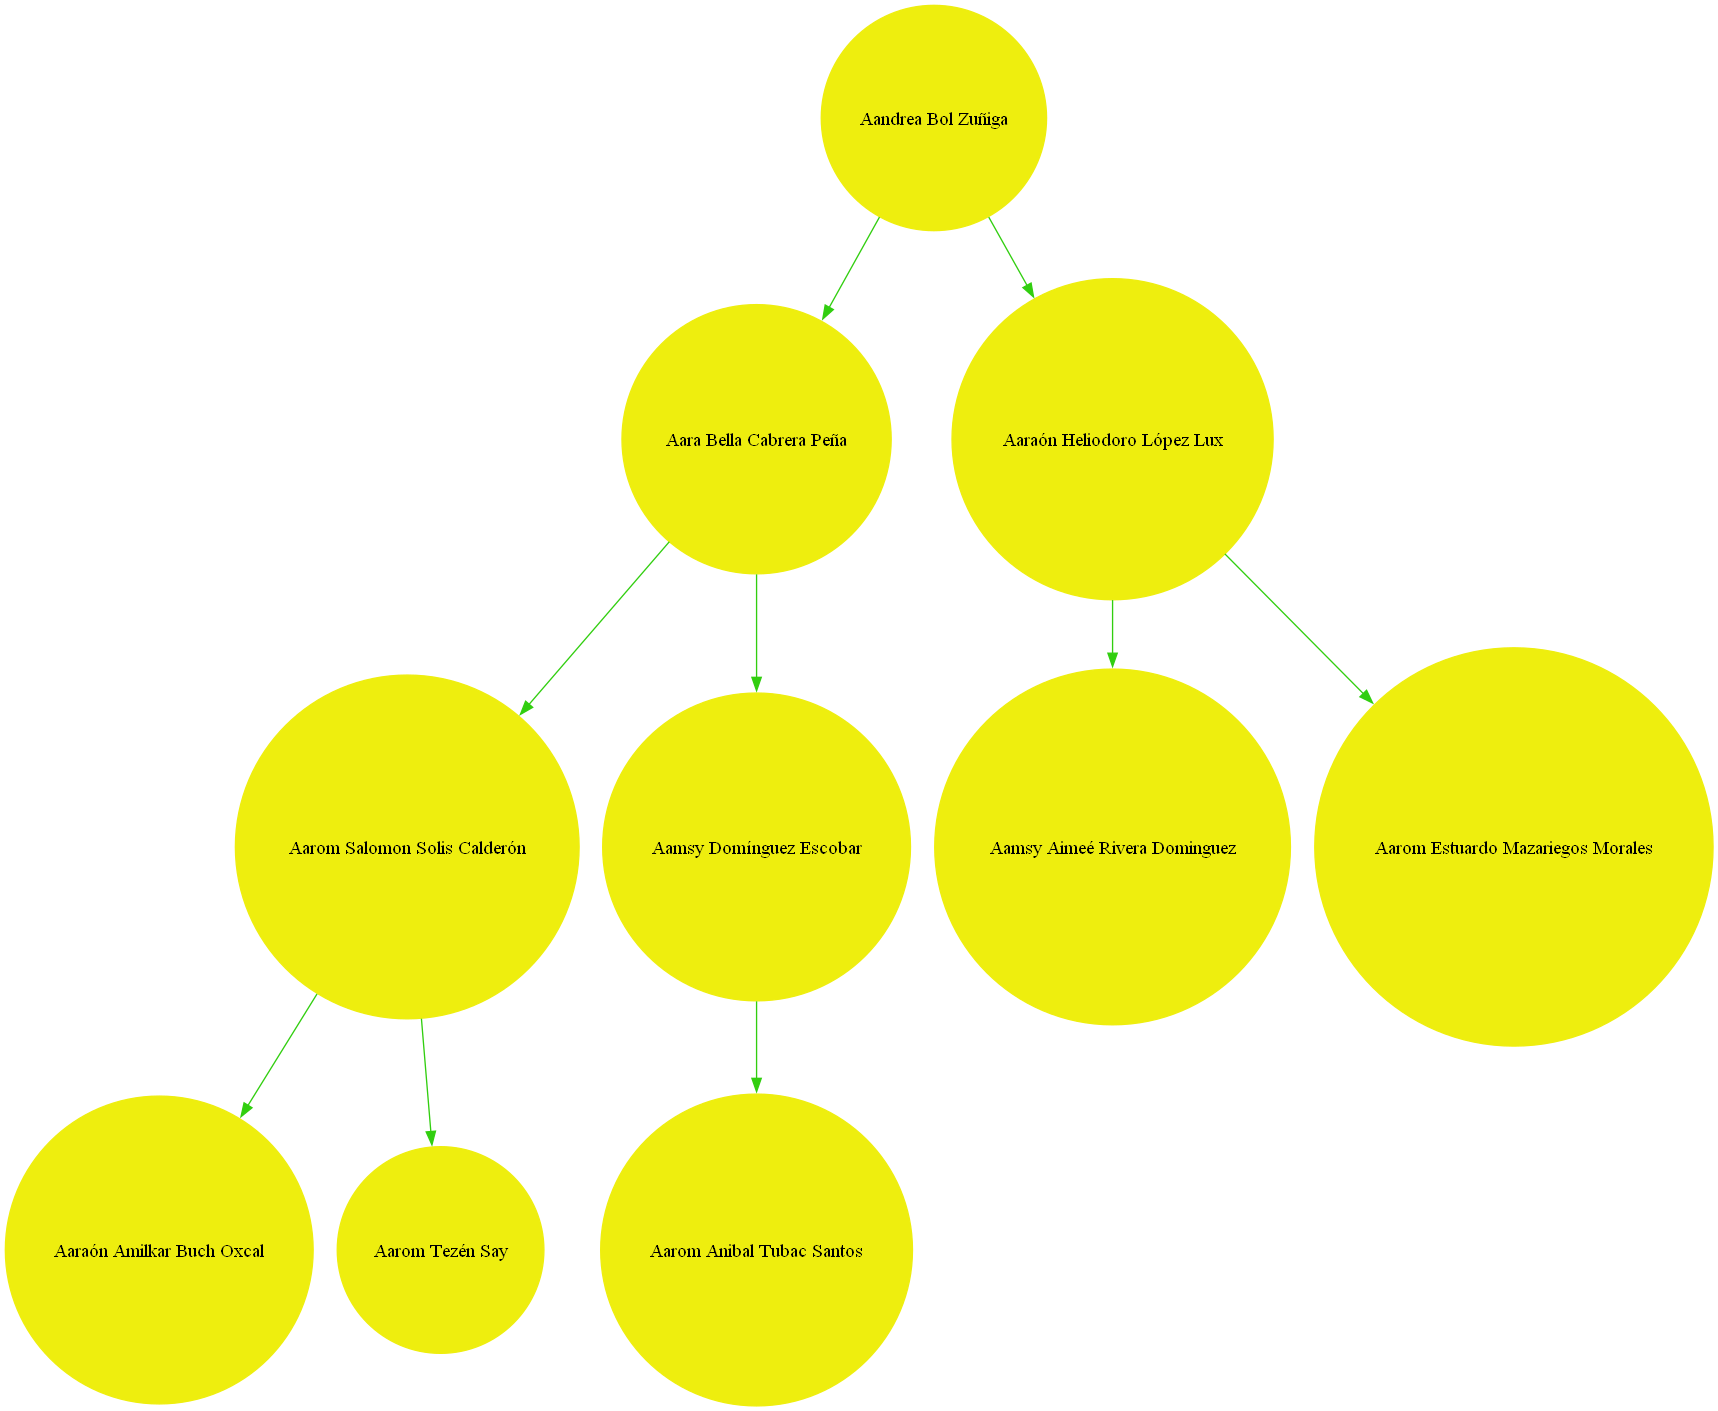 Aandrea Bol Zuñiga
Aara Bella Cabrera Peña
Aaraón Heliodoro López Lux
Aarom Salomon Solis Calderón
Aamsy Domínguez Escobar
Aamsy Aimeé Rivera Dominguez
Aarom Estuardo Mazariegos Morales
Aaraón Amilkar Buch Oxcal
Aarom Tezén Say
Aarom Anibal Tubac Santos